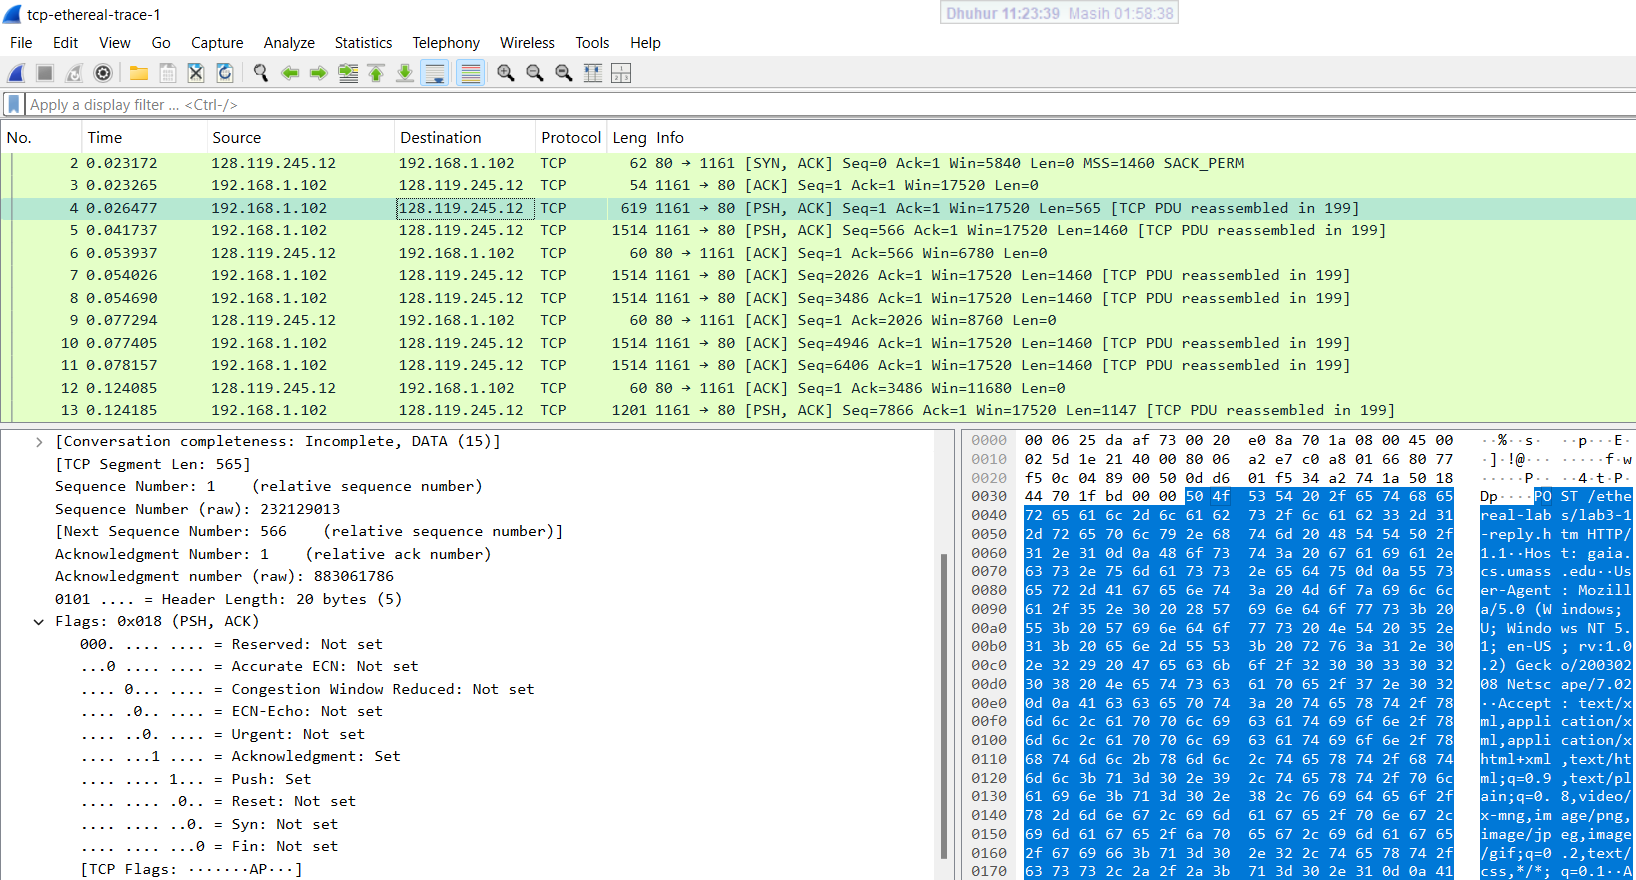 tcp-ethereal-trace-1
Dhuhur 11:23:39 Masih 01:58:38
File Edit View Go Capture Analyze Statistics Telephony Wireless Tools Help
Apply a display filter ... <Ctrl-/>
No. Time Source Destination Protocol Leng Info
2 0.023172 128.119.245.12 192.168.1.102 TCP 62 80 → 1161 [SYN, ACK] Seq=0 Ack=1 Win=5840 Len=0 MSS=1460 SACK_PERM
3 0.023265 192.168.1.102 128.119.245.12 TCP 54 1161 → 80 [ACK] Seq=1 Ack=1 Win=17520 Len=0
4 0.026477 192.168.1.102 128.119.245.12 TCP 619 1161 → 80 [PSH, ACK] Seq=1 Ack=1 Win=17520 Len=565 [TCP PDU reassembled in 199]
5 0.041737 192.168.1.102 128.119.245.12 TCP 1514 1161 → 80 [PSH, ACK] Seq=566 Ack=1 Win=17520 Len=1460 [TCP PDU reassembled in 199]
6 0.053937 128.119.245.12 192.168.1.102 TCP 60 80 → 1161 [ACK] Seq=1 Ack=566 Win=6780 Len=0
7 0.054026 192.168.1.102 128.119.245.12 TCP 1514 1161 → 80 [ACK] Seq=2026 Ack=1 Win=17520 Len=1460 [TCP PDU reassembled in 199]
8 0.054690 192.168.1.102 128.119.245.12 TCP 1514 1161 → 80 [ACK] Seq=3486 Ack=1 Win=17520 Len=1460 [TCP PDU reassembled in 199]
9 0.077294 128.119.245.12 192.168.1.102 TCP 60 80 → 1161 [ACK] Seq=1 Ack=2026 Win=8760 Len=0
10 0.077405 192.168.1.102 128.119.245.12 TCP 1514 1161 → 80 [ACK] Seq=4946 Ack=1 Win=17520 Len=1460 [TCP PDU reassembled in 199]
11 0.078157 192.168.1.102 128.119.245.12 TCP 1514 1161 → 80 [ACK] Seq=6406 Ack=1 Win=17520 Len=1460 [TCP PDU reassembled in 199]
12 0.124085 128.119.245.12 192.168.1.102 TCP 60 80 → 1161 [ACK] Seq=1 Ack=3486 Win=11680 Len=0
13 0.124185 192.168.1.102 128.119.245.12 TCP 1201 1161 → 80 [PSH, ACK] Seq=7866 Ack=1 Win=17520 Len=1147 [TCP PDU reassembled in 199]
[Conversation completeness: Incomplete, DATA (15)]
[TCP Segment Len: 565]
Sequence Number: 1 (relative sequence number)
Sequence Number (raw): 232129013
[Next Sequence Number: 566 (relative sequence number)]
Acknowledgment Number: 1 (relative ack number)
Acknowledgment number (raw): 883061786
0101 .... = Header Length: 20 bytes (5)
Flags: 0x018 (PSH, ACK)
000. .... .... = Reserved: Not set
...0 .... .... = Accurate ECN: Not set
.... 0... .... = Congestion Window Reduced: Not set
.... .0.. .... = ECN-Echo: Not set
.... ..0. .... = Urgent: Not set
.... ...1 .... = Acknowledgment: Set
.... .... 1... = Push: Set
.... .... .0.. = Reset: Not set
.... .... ..0. = Syn: Not set
.... .... ...0 = Fin: Not set
[TCP Flags: ·······AP···]
0000 00 06 25 da af 73 00 20 e0 8a 70 1a 08 00 45 00 ··%··s· ··p···E·
0010 02 5d 1e 21 40 00 80 06 a2 e7 c0 a8 01 66 80 77 ·]·!@··· ·····f·w
0020 f5 0c 04 89 00 50 0d d6 01 f5 34 a2 74 1a 50 18 ·····P·· ··4·t·P·
0030 44 70 1f bd 00 00 50 4f 53 54 20 2f 65 74 68 65 Dp····PO ST /ethe
0040 72 65 61 6c 2d 6c 61 62 73 2f 6c 61 62 33 2d 31 real-lab s/lab3-1
0050 2d 72 65 70 6c 79 2e 68 74 6d 20 48 54 54 50 2f -reply.h tm HTTP/
0060 31 2e 31 0d 0a 48 6f 73 74 3a 20 67 61 69 61 2e 1.1··Hos t: gaia.
0070 63 73 2e 75 6d 61 73 73 2e 65 64 75 0d 0a 55 73 cs.umass .edu··Us
0080 65 72 2d 41 67 65 6e 74 3a 20 4d 6f 7a 69 6c 6c er-Agent : Mozill
0090 61 2f 35 2e 30 20 28 57 69 6e 64 6f 77 73 3b 20 a/5.0 (W indows;
00a0 55 3b 20 57 69 6e 64 6f 77 73 20 4e 54 20 35 2e U; Windo ws NT 5.
00b0 31 3b 20 65 6e 2d 55 53 3b 20 72 76 3a 31 2e 30 1; en-US ; rv:1.0
00c0 2e 32 29 20 47 65 63 6b 6f 2f 32 30 30 33 30 32 .2) Geck o/200302
00d0 30 38 20 4e 65 74 73 63 61 70 65 2f 37 2e 30 32 08 Netsc ape/7.02
00e0 0d 0a 41 63 63 65 70 74 3a 20 74 65 78 74 2f 78 ··Accept : text/x
00f0 6d 6c 2c 61 70 70 6c 69 63 61 74 69 6f 6e 2f 78 ml,appli cation/x
0100 6d 6c 2c 61 70 70 6c 69 63 61 74 69 6f 6e 2f 78 ml,appli cation/x
0110 68 74 6d 6c 2b 78 6d 6c 2c 74 65 78 74 2f 68 74 html+xml ,text/ht
0120 6d 6c 3b 71 3d 30 2e 39 2c 74 65 78 74 2f 70 6c ml;q=0.9 ,text/pl
0130 61 69 6e 3b 71 3d 30 2e 38 2c 76 69 64 65 6f 2f ain;q=0. 8,video/
0140 78 2d 6d 6e 67 2c 69 6d 61 67 65 2f 70 6e 67 2c x-mng,im age/png,
0150 69 6d 61 67 65 2f 6a 70 65 67 2c 69 6d 61 67 65 image/jp eg,image
0160 2f 67 69 66 3b 71 3d 30 2e 32 2c 74 65 78 74 2f /gif;q=0 .2,text/
0170 63 73 73 2c 2a 2f 2a 3b 71 3d 30 2e 31 0d 0a 41 css,*/*; q=0.1··A